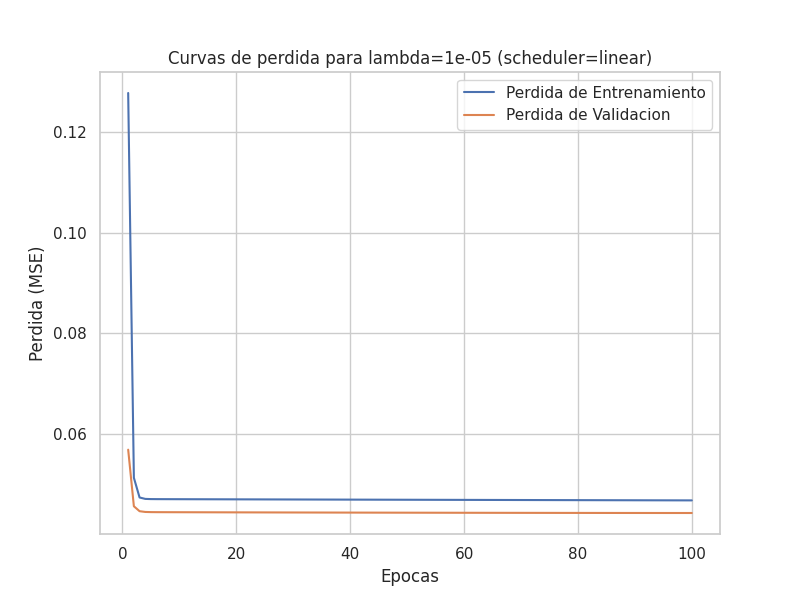 Curvas de perdida para lambda=1e-05 (scheduler=linear)
Perdida de Entrenamiento
Perdida de Validacion
Perdida (MSE)
0.12
0.10
0.08
0.06
0 20 40 60 80 100
Epocas